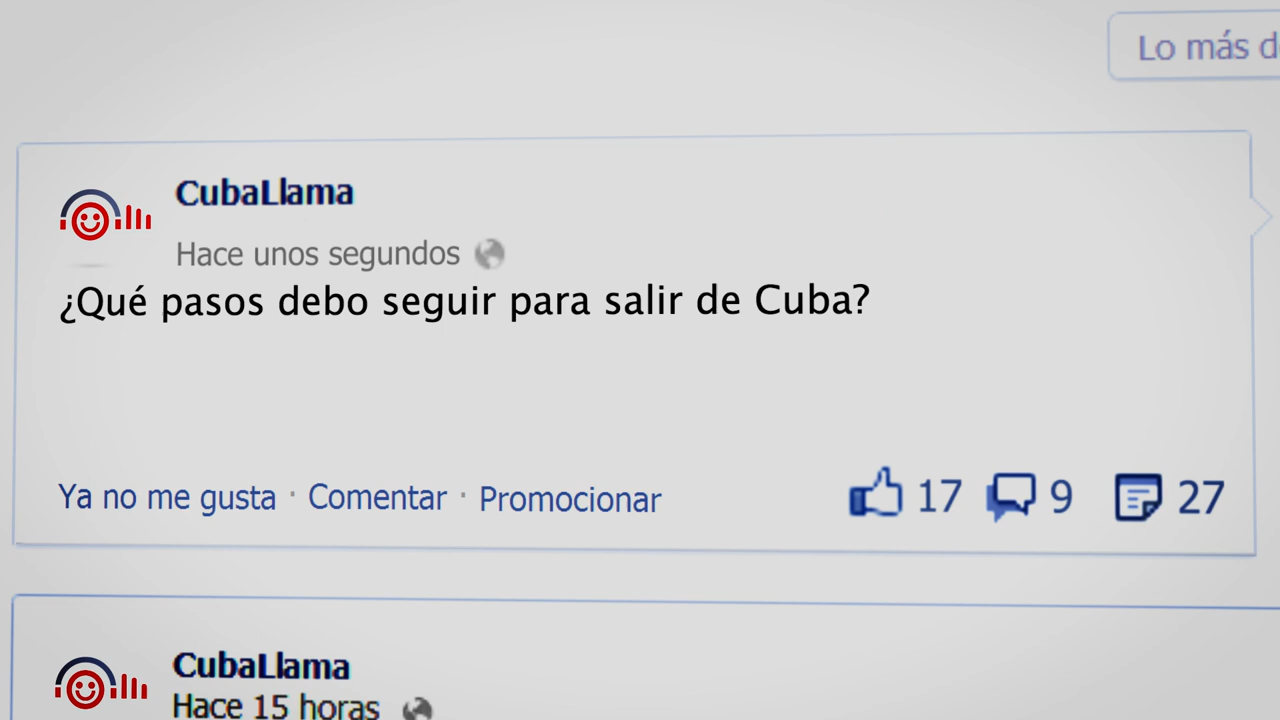 Lo más d
CubaLlama
Hace unos segundos
¿Qué pasos debo seguir para salir de Cuba?
Ya no me gusta · Comentar · Promocionar
17 9 27
CubaLlama
Hace 15 horas